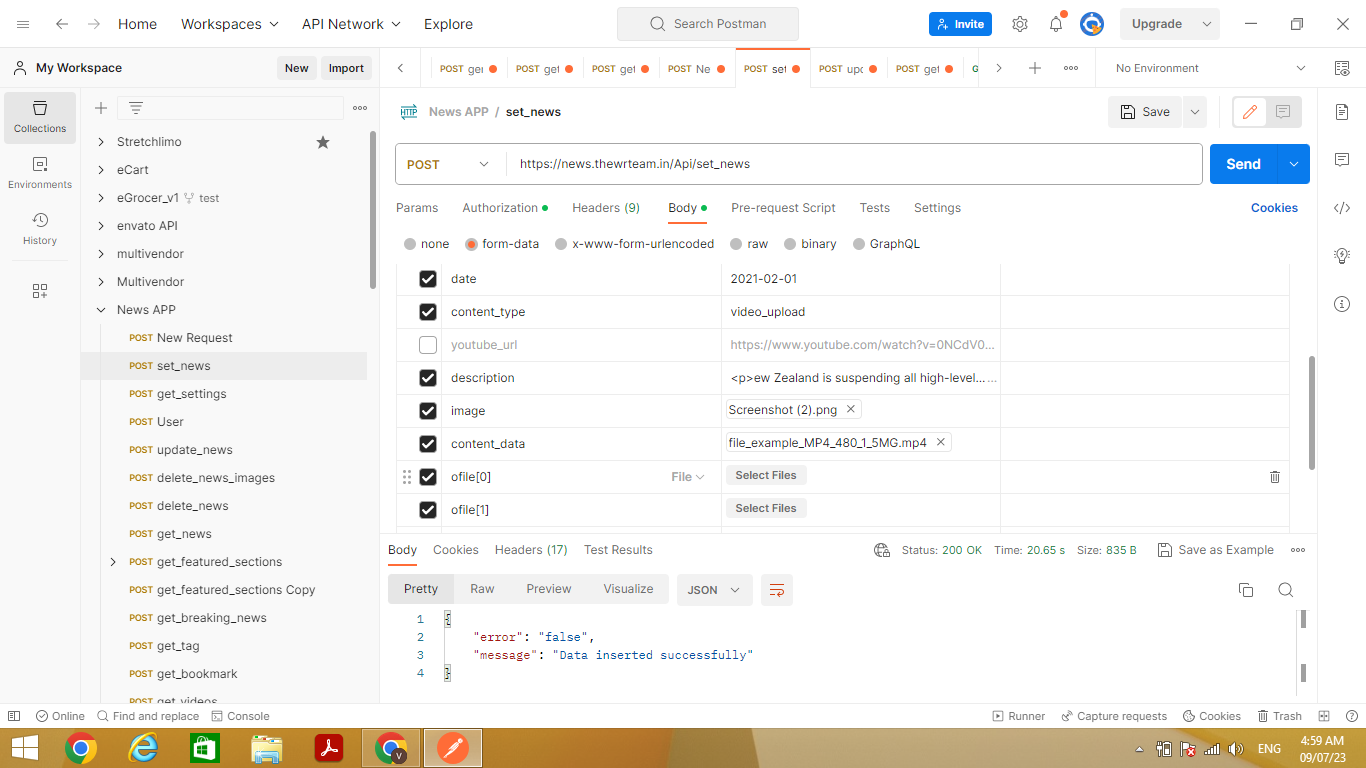 Home Workspaces API Network Explore Search Postman Invite Upgrade
My Workspace New Import POST get POST get POST Ne POST set POST upc POST get No Environment
Collections
Environments
History
Stretchlimo
eCart
eGrocer_v1 test
envato API
multivendor
Multivendor
News APP
POST New Request
POST set_news
POST get_settings
POST User
POST update_news
POST delete_news_images
POST delete_news
POST get_news
POST get_featured_sections
POST get_featured_sections Copy
POST get_breaking_news
POST get_tag
POST get_bookmark
POST get_videos
HTTP News APP / set_news Save
POST https://news.thewrteam.in/Api/set_news Send
Params Authorization Headers (9) Body Pre-request Script Tests Settings Cookies
none form-data x-www-form-urlencoded raw binary GraphQL
date 2021-02-01
content_type video_upload
youtube_url https://www.youtube.com/watch?v=0NCdV0...
description <p>ew Zealand is suspending all high-level... ...
image Screenshot (2).png
content_data file_example_MP4_480_1_5MG.mp4
ofile[0] File Select Files
ofile[1] Select Files
Body Cookies Headers (17) Test Results Status: 200 OK Time: 20.65 s Size: 835 B Save as Example
Pretty Raw Preview Visualize JSON
1 {
2 "error": "false",
3 "message": "Data inserted successfully"
4 }
Online Find and replace Console Runner Capture requests Cookies Trash
V ENG 4:59 AM
09/07/23